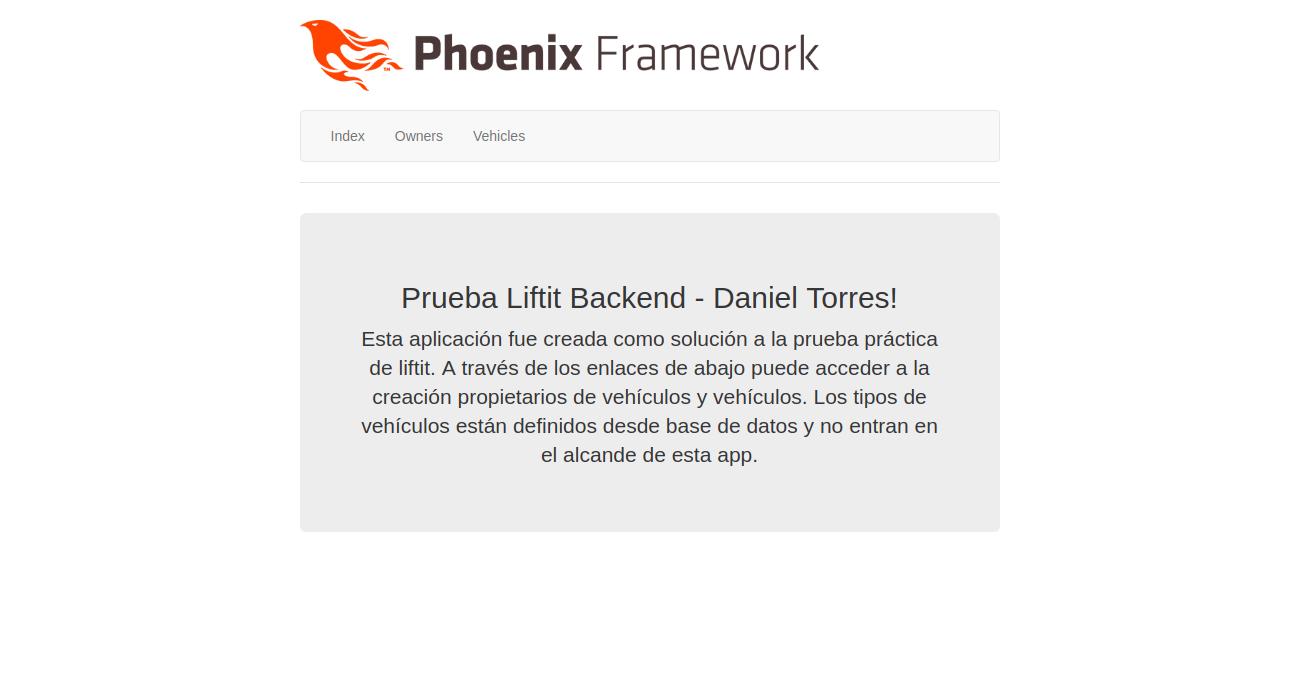 Phoenix Framework
Index Owners Vehicles
Prueba Liftit Backend - Daniel Torres!
Esta aplicación fue creada como solución a la prueba práctica
de liftit. A través de los enlaces de abajo puede acceder a la
creación propietarios de vehículos y vehículos. Los tipos de
vehículos están definidos desde base de datos y no entran en
el alcande de esta app.